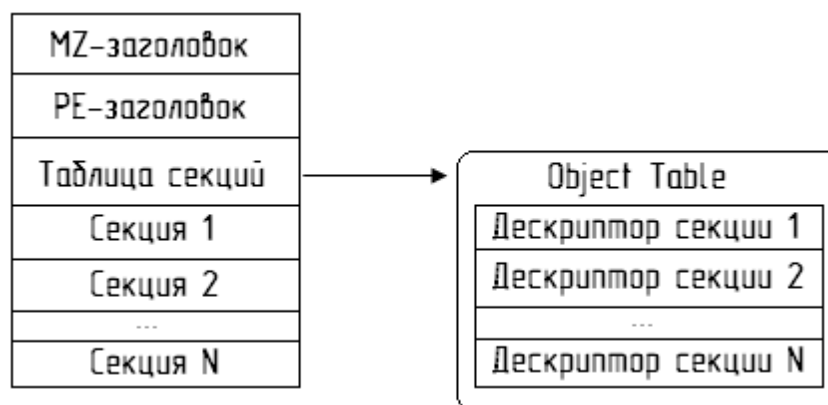 MZ-заголовок
PE-заголовок
Таблица секций
Секция 1
Секция 2
...
Секция N
Object Table
Дескриптор секции 1
Дескриптор секции 2
...
Дескриптор секции N